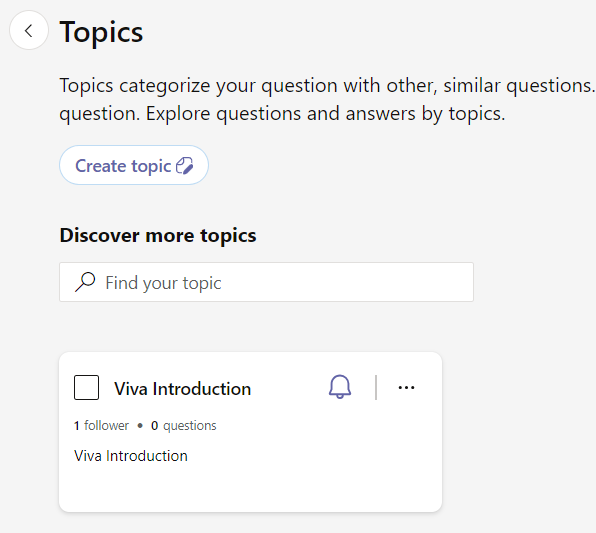 Topics
Topics categorize your question with other, similar questions.
question. Explore questions and answers by topics.
Create topic
Discover more topics
Find your topic
Viva Introduction
1 follower • 0 questions
Viva Introduction